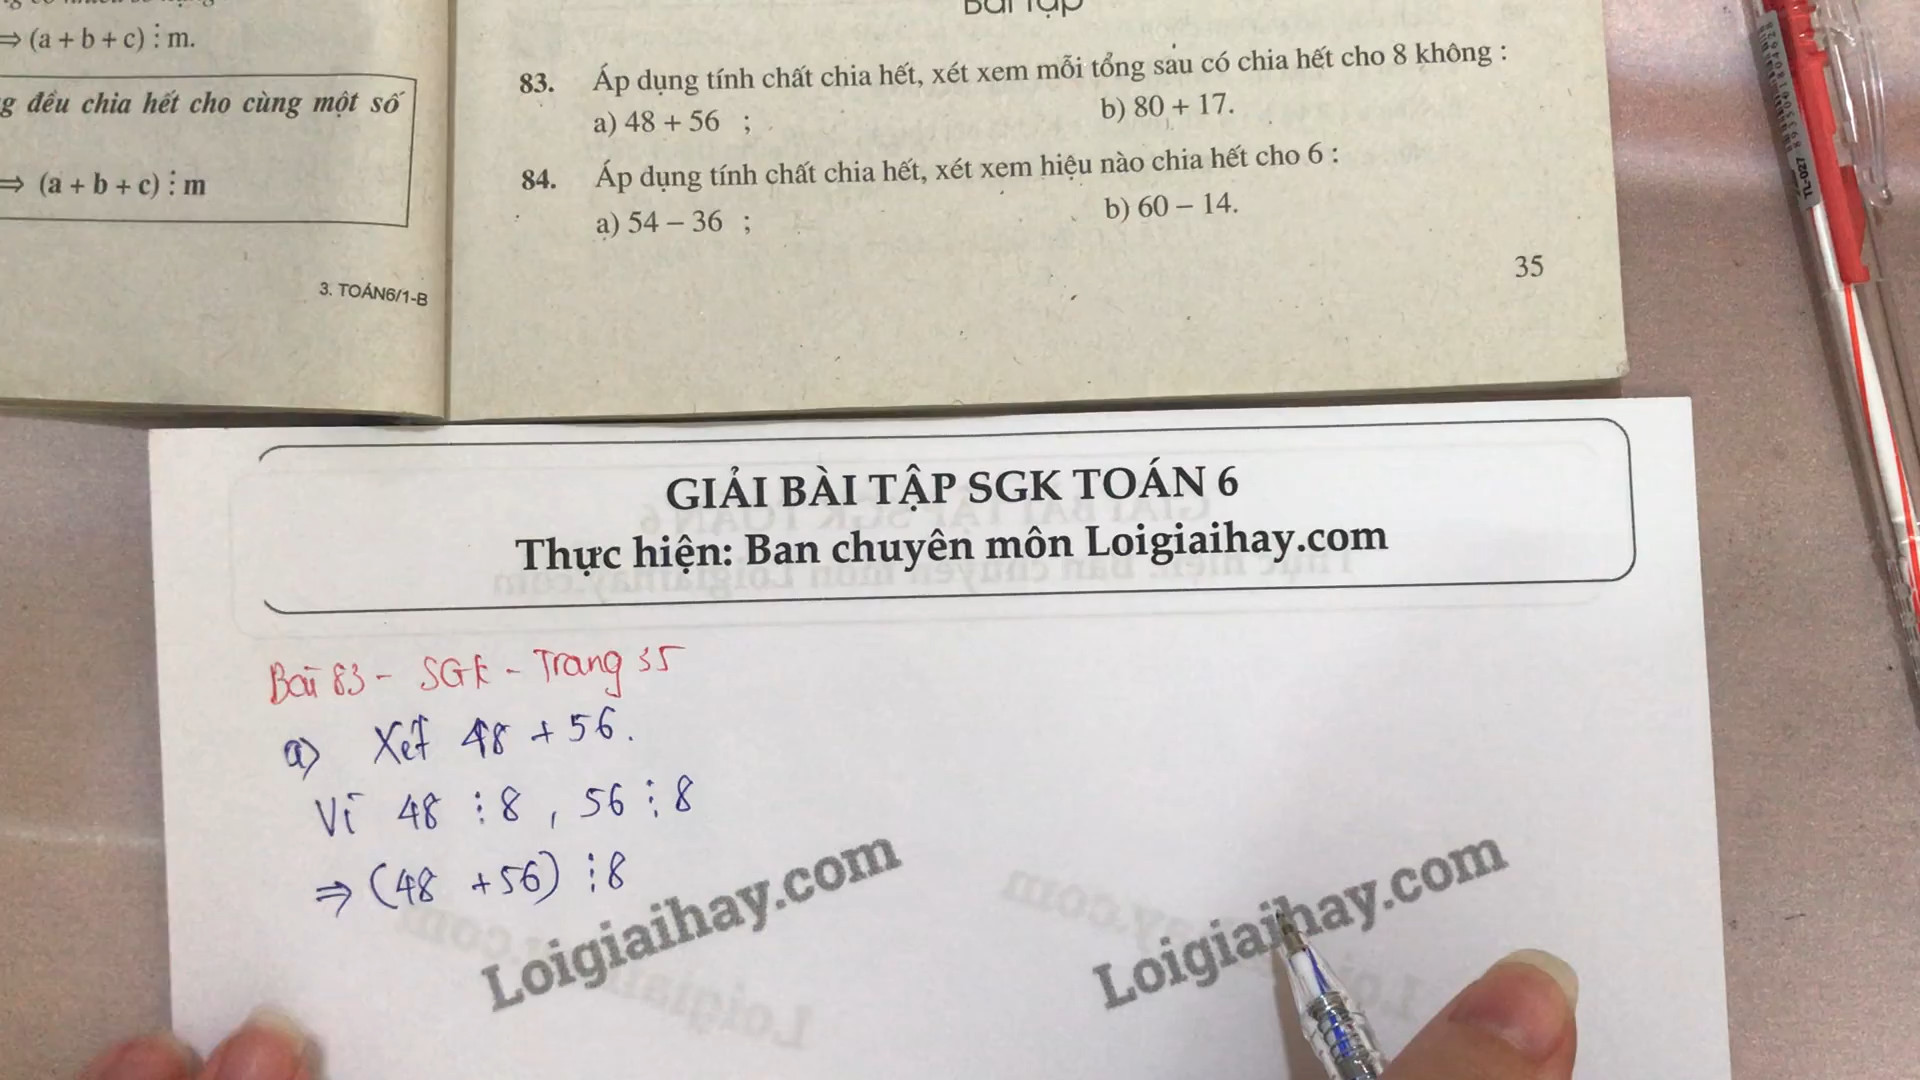 ⇒ (a + b + c) ⋮ m.
g đều chia hết cho cùng một số
⇒ (a + b + c) ⋮ m
3. TOÁN6/1-B
Bài tập
83. Áp dụng tính chất chia hết, xét xem mỗi tổng sau có chia hết cho 8 không :
a) 48 + 56 ; b) 80 + 17.
84. Áp dụng tính chất chia hết, xét xem hiệu nào chia hết cho 6 :
a) 54 – 36 ; b) 60 – 14.
35
TL-027
GIẢI BÀI TẬP SGK TOÁN 6
Thực hiện: Ban chuyên môn Loigiaihay.com
Bài 83 - SGK - Trang 35
a) Xét 48 + 56.
Vì 48 ⋮ 8 , 56 ⋮ 8
⇒ (48 + 56) ⋮ 8
Loigiaihay.com
Loigiaihay.com